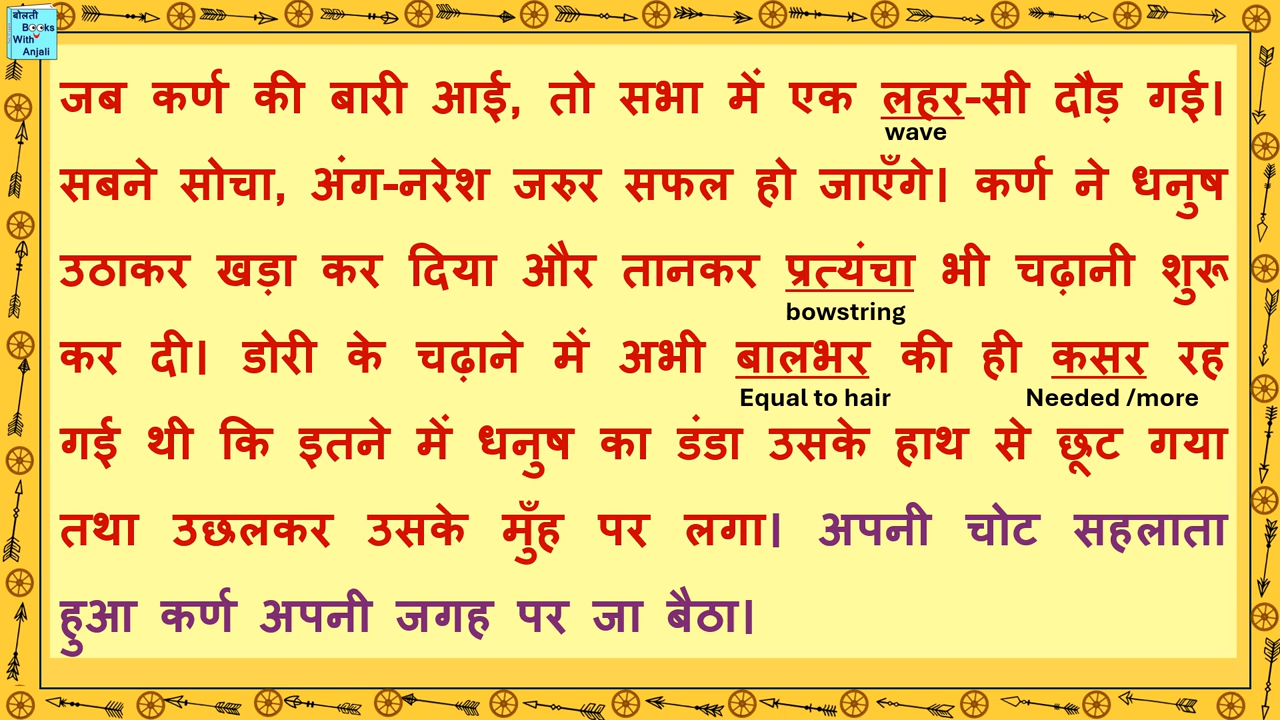 बोलती
Books
With
Anjali
जब कर्ण की बारी आई, तो सभा में एक लहर-सी दौड़ गई।
wave
सबने सोचा, अंग-नरेश जरुर सफल हो जाएँगे। कर्ण ने धनुष
उठाकर खड़ा कर दिया और तानकर प्रत्यंचा भी चढ़ानी शुरू
bowstring
कर दी। डोरी के चढ़ाने में अभी बालभर की ही कसर रह
Equal to hair Needed /more
गई थी कि इतने में धनुष का डंडा उसके हाथ से छूट गया
तथा उछलकर उसके मुँह पर लगा। अपनी चोट सहलाता
हुआ कर्ण अपनी जगह पर जा बैठा।